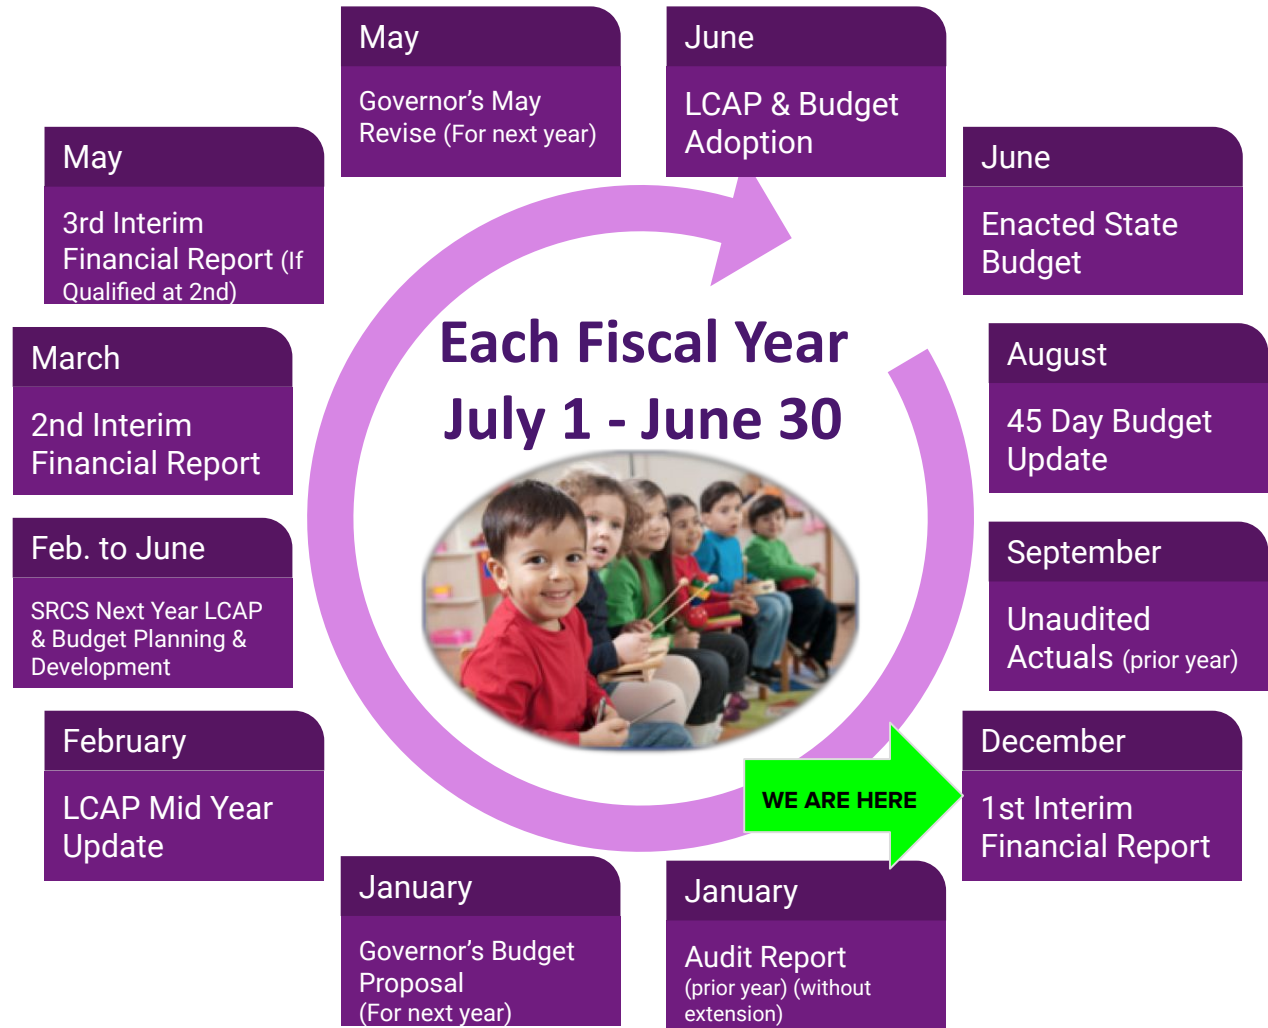 May
Governor’s May
Revise (For next year)
June
LCAP & Budget
Adoption
June
Enacted State
Budget
August
45 Day Budget
Update
September
Unaudited
Actuals (prior year)
December
1st Interim
Financial Report
January
Audit Report
(prior year) (without
extension)
January
Governor’s Budget
Proposal
(For next year)
February
LCAP Mid Year
Update
Feb. to June
SRCS Next Year LCAP
& Budget Planning &
Development
March
2nd Interim
Financial Report
May
3rd Interim
Financial Report (If
Qualified at 2nd)
Each Fiscal Year
July 1 - June 30
WE ARE HERE